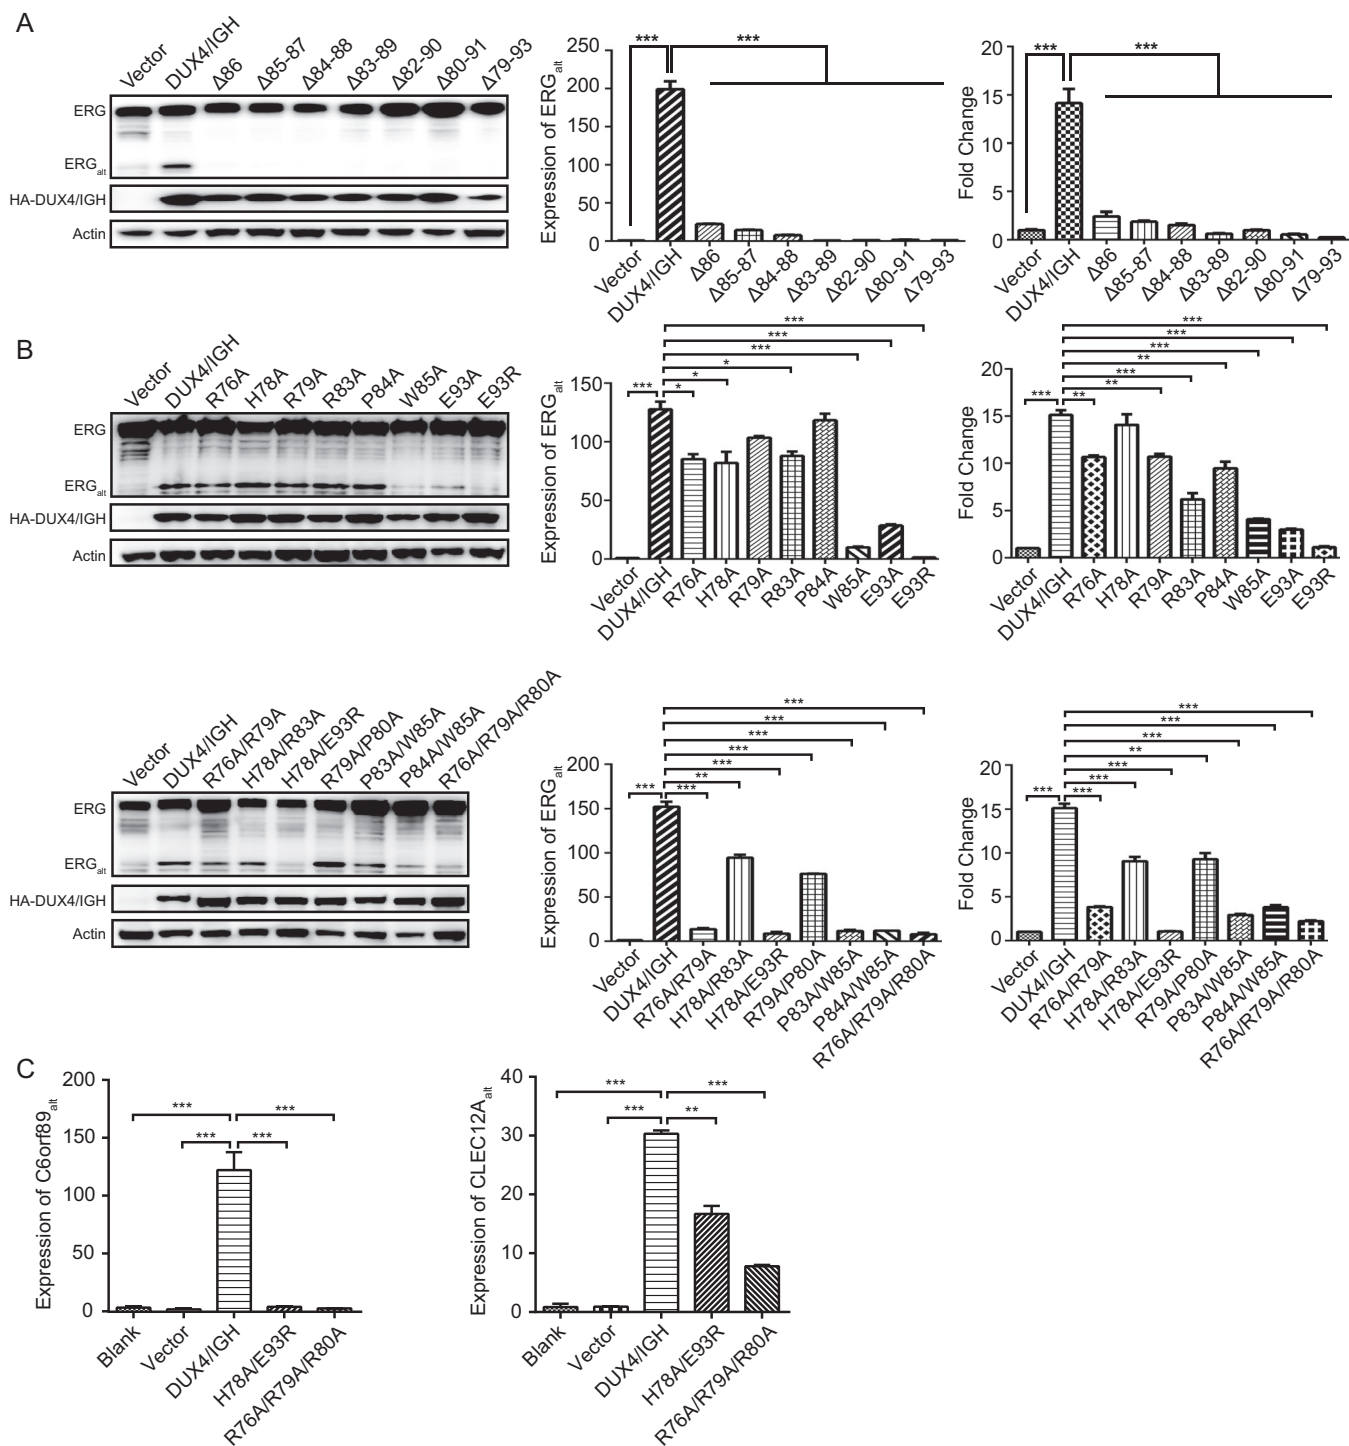 A
Vector DUX4/IGH Δ86 Δ85-87 Δ84-88 Δ83-89 Δ82-90 Δ80-91 Δ79-93
ERG
ERGalt
HA-DUX4/IGH
Actin
Expression of ERGalt
250
200
150
100
50
0
*** ***
Vector DUX4/IGH Δ86 Δ85-87 Δ84-88 Δ83-89 Δ82-90 Δ80-91 Δ79-93
Fold Change
20
15
10
5
0
*** ***
Vector DUX4/IGH Δ86 Δ85-87 Δ84-88 Δ83-89 Δ82-90 Δ80-91 Δ79-93
B
Vector DUX4/IGH R76A H78A R79A R83A P84A W85A E93A E93R
ERG
ERGalt
HA-DUX4/IGH
Actin
Expression of ERGalt
150
100
50
0
***
***
***
*
*
*** *
Vector DUX4/IGH R76A H78A R79A R83A P84A W85A E93A E93R
Fold Change
20
15
10
5
0
***
***
***
**
***
**
*** **
Vector DUX4/IGH R76A H78A R79A R83A P84A W85A E93A E93R
Vector DUX4/IGH R76A/R79A H78A/R83A H78A/E93R R79A/P80A P83A/W85A P84A/W85A R76A/R79A/R80A
ERG
ERGalt
HA-DUX4/IGH
Actin
Expression of ERGalt
200
150
100
50
0
***
***
***
***
***
**
*** ***
Vector DUX4/IGH R76A/R79A H78A/R83A H78A/E93R R79A/P80A P83A/W85A P84A/W85A R76A/R79A/R80A
Fold Change
20
15
10
5
0
***
***
***
**
***
***
*** ***
Vector DUX4/IGH R76A/R79A H78A/R83A H78A/E93R R79A/P80A P83A/W85A P84A/W85A R76A/R79A/R80A
C
Expression of C6orf89alt
200
150
100
50
0
*** ***
*** ***
Blank Vector DUX4/IGH H78A/E93R R76A/R79A/R80A
Expression of CLEC12Aalt
40
30
20
10
0
*** ***
*** **
Blank Vector DUX4/IGH H78A/E93R R76A/R79A/R80A